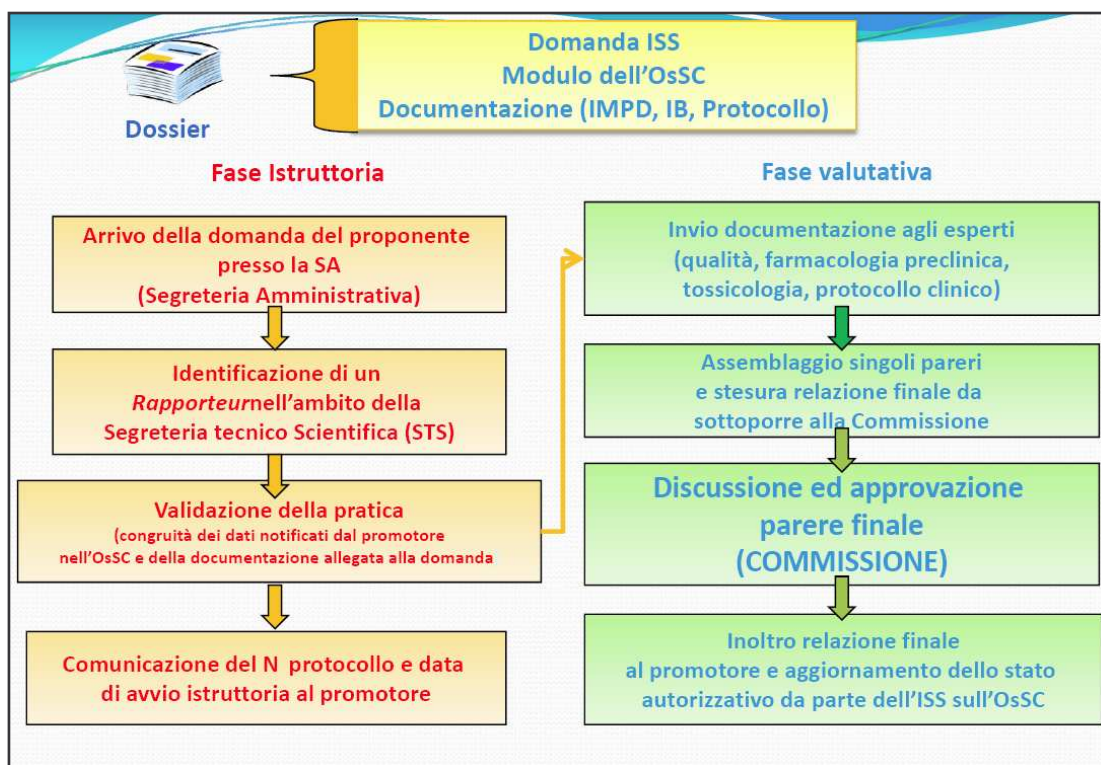 Domanda ISS
Modulo dell'OsSC
Documentazione (IMPD, IB, Protocollo)
Dossier
Fase Istruttoria
Arrivo della domanda del proponente
presso la SA
(Segreteria Amministrativa)
Identificazione di un
Rapporteurnell'ambito della
Segreteria tecnico Scientifica (STS)
Validazione della pratica
(congruità dei dati notificati dal promotore
nell'OsSC e della documentazione allegata alla domanda
Comunicazione del N protocollo e data
di avvio istruttoria al promotore
Fase valutativa
Invio documentazione agli esperti
(qualità, farmacologia preclinica,
tossicologia, protocollo clinico)
Assemblaggio singoli pareri
e stesura relazione finale da
sottoporre alla Commissione
Discussione ed approvazione
parere finale
(COMMISSIONE)
Inoltro relazione finale
al promotore e aggiornamento dello stato
autorizzativo da parte dell'ISS sull'OsSC